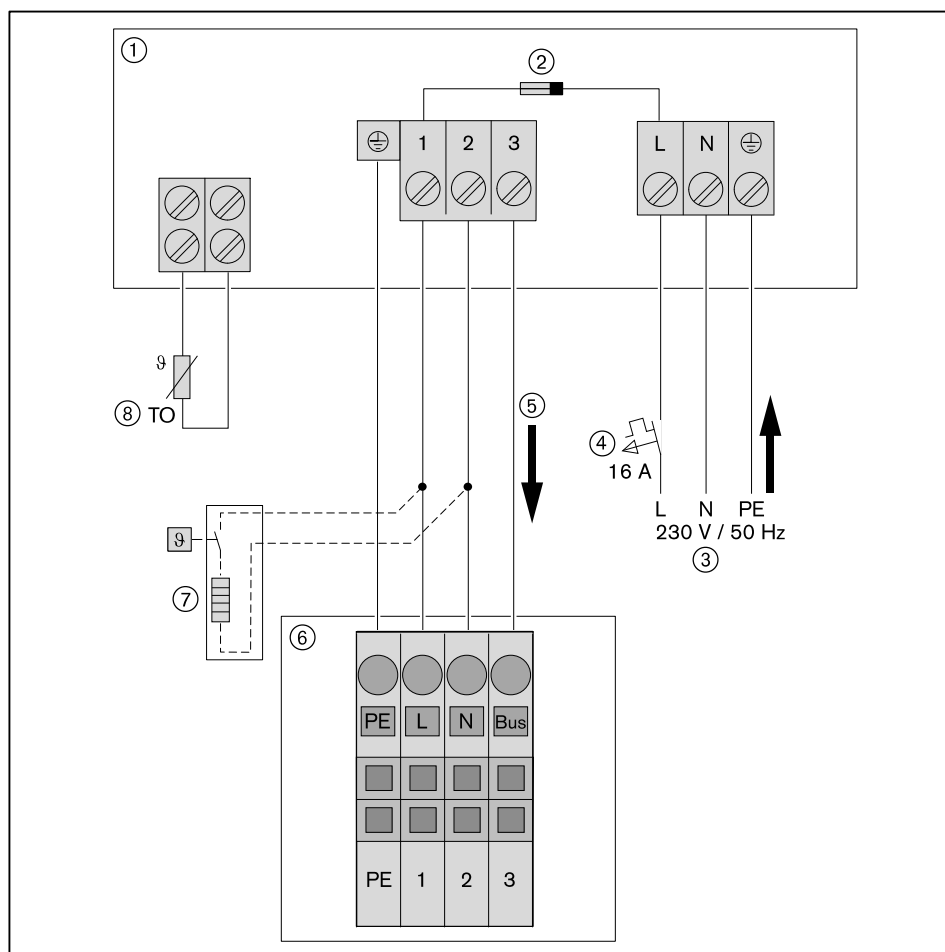 ①
②
⏚ 1 2 3
L N ⏚
ϑ
⑧ TO
⑤
④
16 A
L N PE
230 V / 50 Hz
③
ϑ
⑦
⑥
PE L N Bus
PE 1 2 3